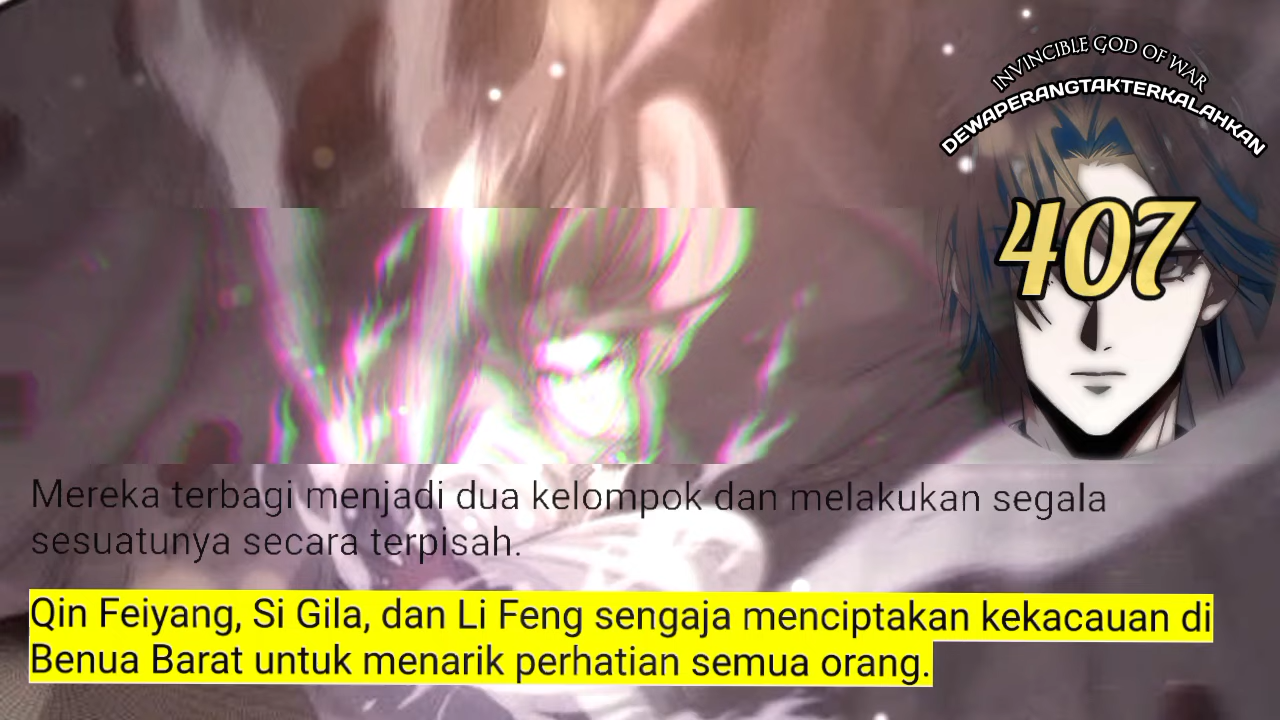 INVINCIBLE GOD OF WAR
DEWAPERANGTAKTERKALAHKAN
407
Mereka terbagi menjadi dua kelompok dan melakukan segala
sesuatunya secara terpisah.
Qin Feiyang, Si Gila, dan Li Feng sengaja menciptakan kekacauan di
Benua Barat untuk menarik perhatian semua orang.